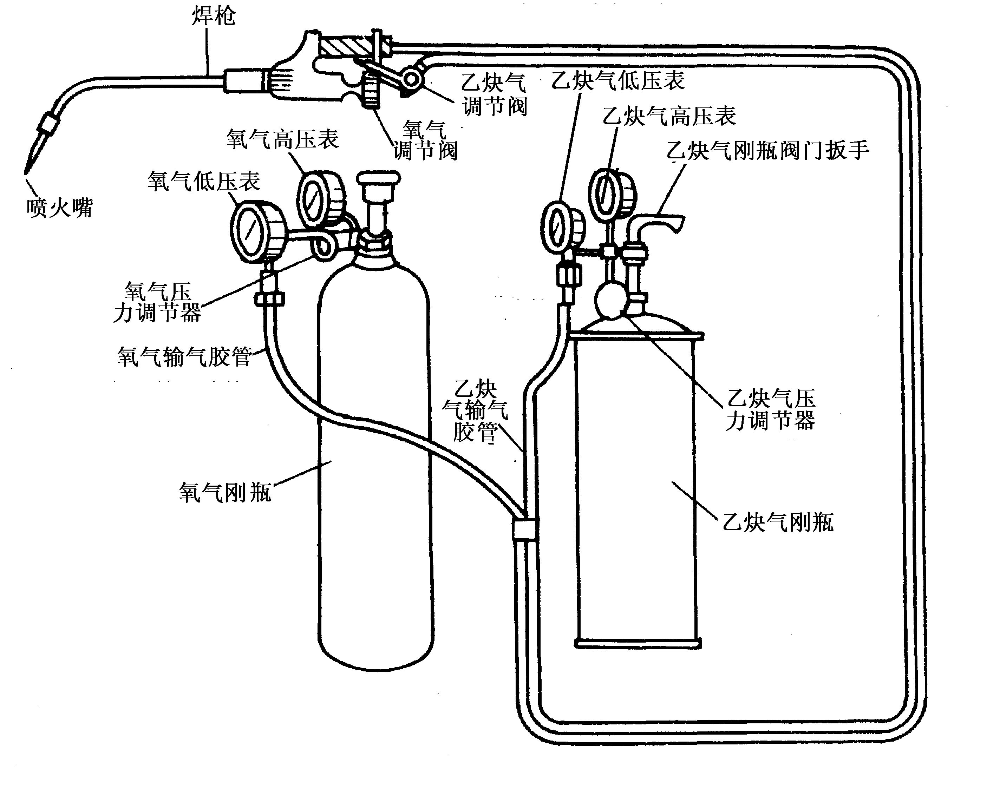 焊枪
乙炔气
调节阀
乙炔气低压表
乙炔气高压表
氧气
调节阀
氧气高压表
乙炔气刚瓶阀门扳手
氧气低压表
喷火嘴
氧气压
力调节器
氧气输气胶管
乙炔
气输气
胶管
乙炔气压
力调节器
氧气刚瓶
乙炔气刚瓶